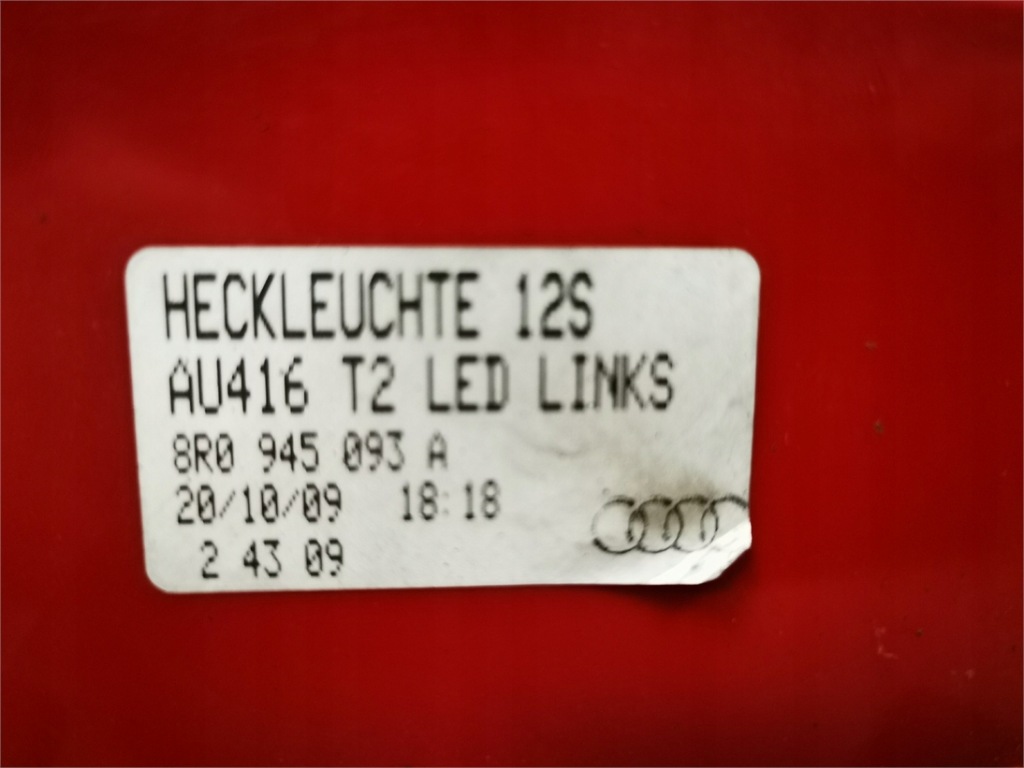 HECKLEUCHTE 12S
AU416 T2 LED LINKS
8R0 945 093 A
20/10/09 18:18
2 43 09